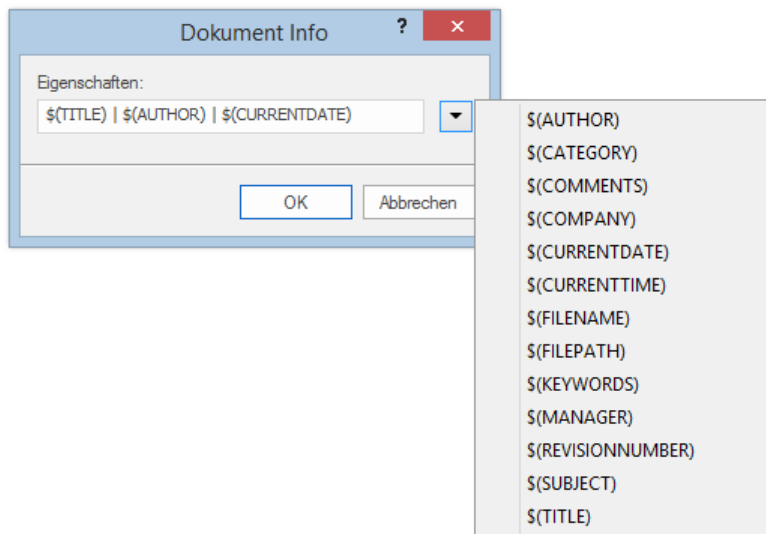 Dokument Info ?
Eigenschaften:
$(TITLE) | $(AUTHOR) | $(CURRENTDATE)
OK Abbrechen
$(AUTHOR)
$(CATEGORY)
$(COMMENTS)
$(COMPANY)
$(CURRENTDATE)
$(CURRENTTIME)
$(FILENAME)
$(FILEPATH)
$(KEYWORDS)
$(MANAGER)
$(REVISIONNUMBER)
$(SUBJECT)
$(TITLE)